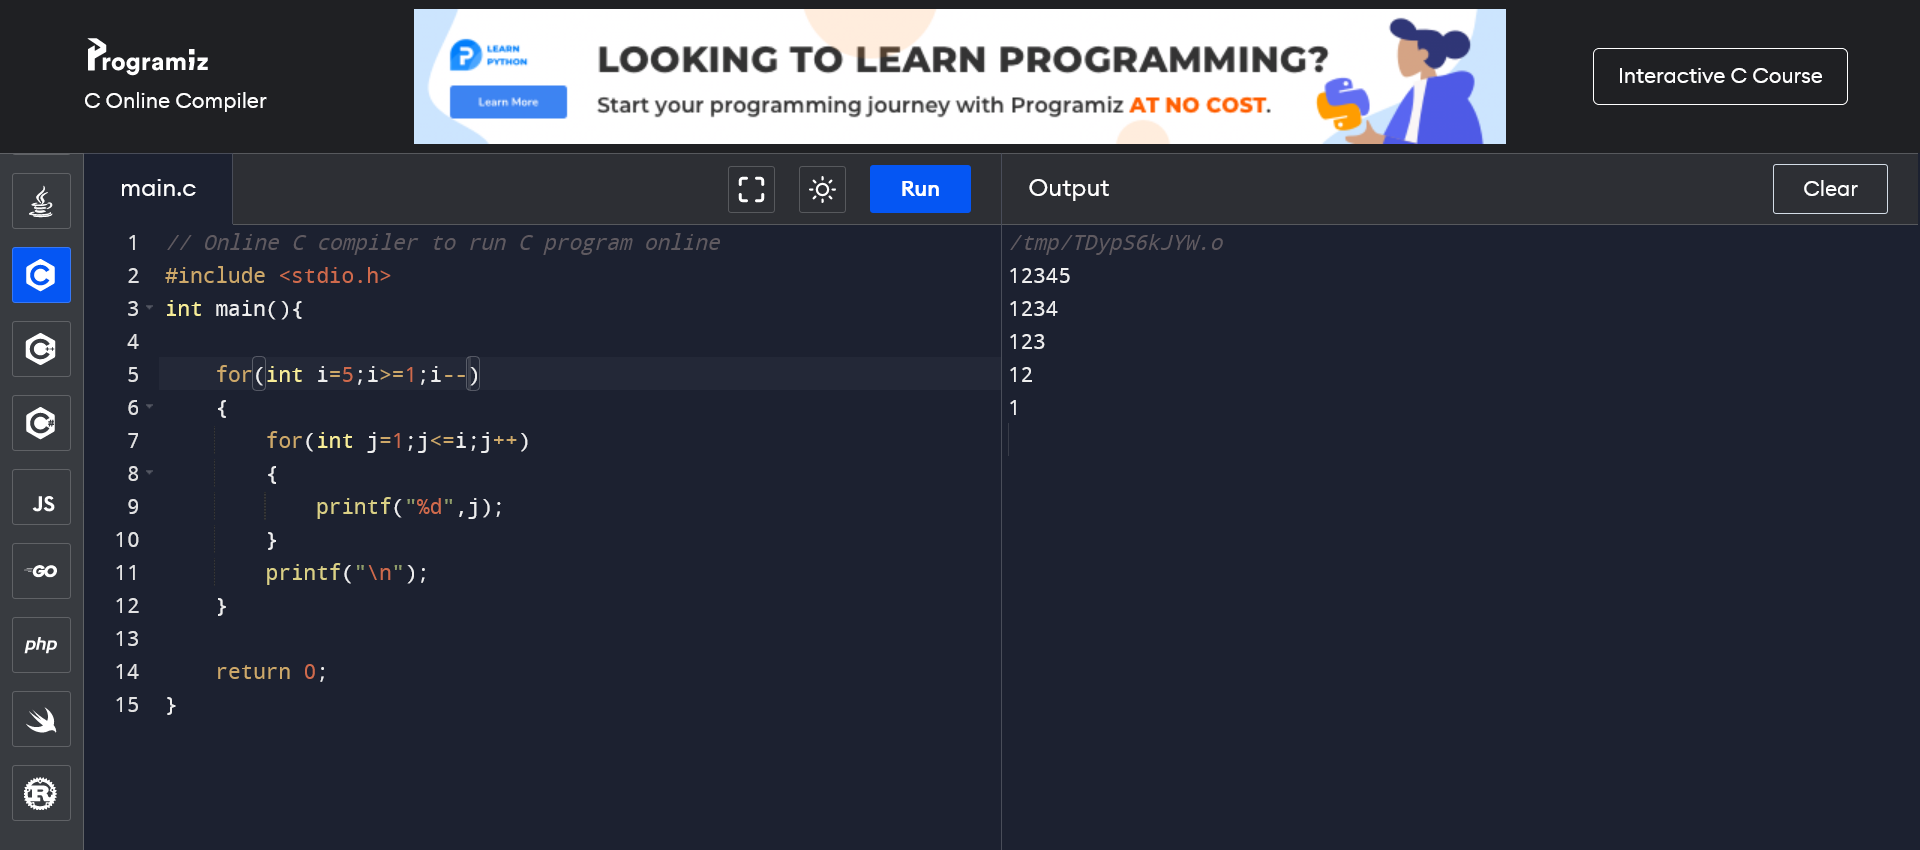 Programiz
C Online Compiler
LEARN
PYTHON
Learn More
LOOKING TO LEARN PROGRAMMING?
Start your programming journey with Programiz AT NO COST.
Interactive C Course
main.c
Run
Output
Clear
JS
GO
php
R
1 // Online C compiler to run C program online
2 #include <stdio.h>
3 int main(){
4
5     for(int i=5;i>=1;i--)
6     {
7         for(int j=1;j<=i;j++)
8         {
9             printf("%d",j);
10         }
11         printf("\n");
12     }
13
14     return 0;
15 }
/tmp/TDypS6kJYW.o
12345
1234
123
12
1